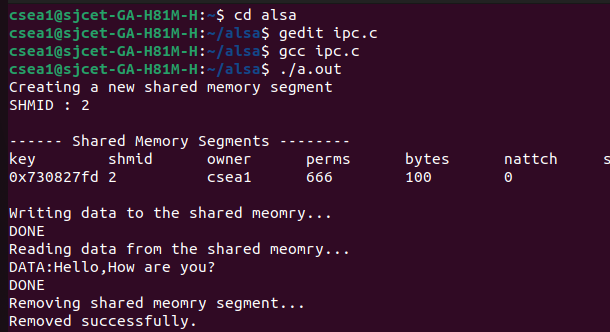 csea1@sjcet-GA-H81M-H:~$ cd alsa
csea1@sjcet-GA-H81M-H:~/alsa$ gedit ipc.c
csea1@sjcet-GA-H81M-H:~/alsa$ gcc ipc.c
csea1@sjcet-GA-H81M-H:~/alsa$ ./a.out
Creating a new shared memory segment
SHMID : 2
------ Shared Memory Segments --------
key shmid owner perms bytes nattch s
0x730827fd 2 csea1 666 100 0
Writing data to the shared meomry...
DONE
Reading data from the shared meomry...
DATA:Hello,How are you?
DONE
Removing shared meomry segment...
Removed successfully.